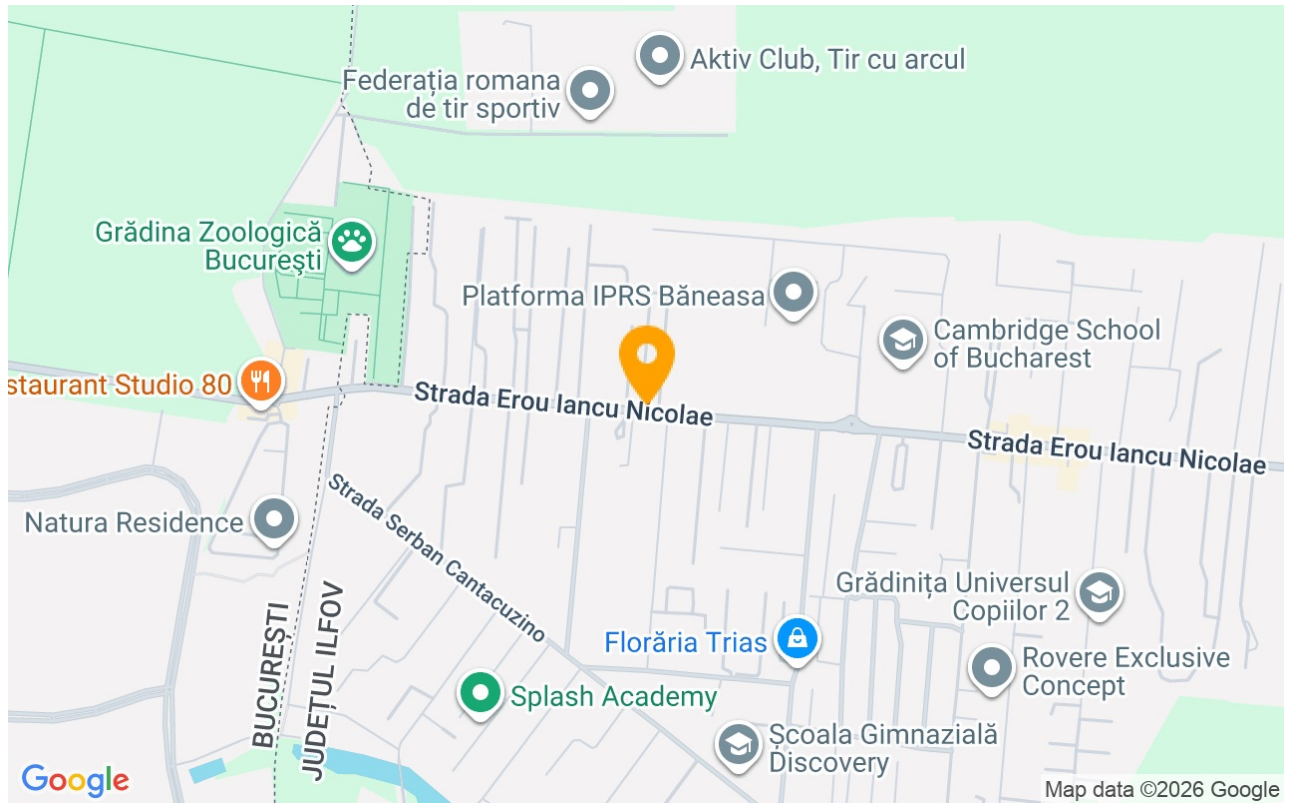 Aktiv Club, Tir cu arcul
Federația romana
de tir sportiv
Grădina Zoologică
București
Platforma IPRS Băneasa
Cambridge School
of Bucharest
staurant Studio 80
Strada Erou Iancu Nicolae
Strada Erou Iancu Nicolae
Strada Serban Cantacuzino
Natura Residence
BUCUREȘTI
JUDEȚUL ILFOV
Grădinița Universul
Copiilor 2
Florăria Trias
Rovere Exclusive
Concept
Splash Academy
Școala Gimnazială
Discovery
Google
Map data ©2026 Google